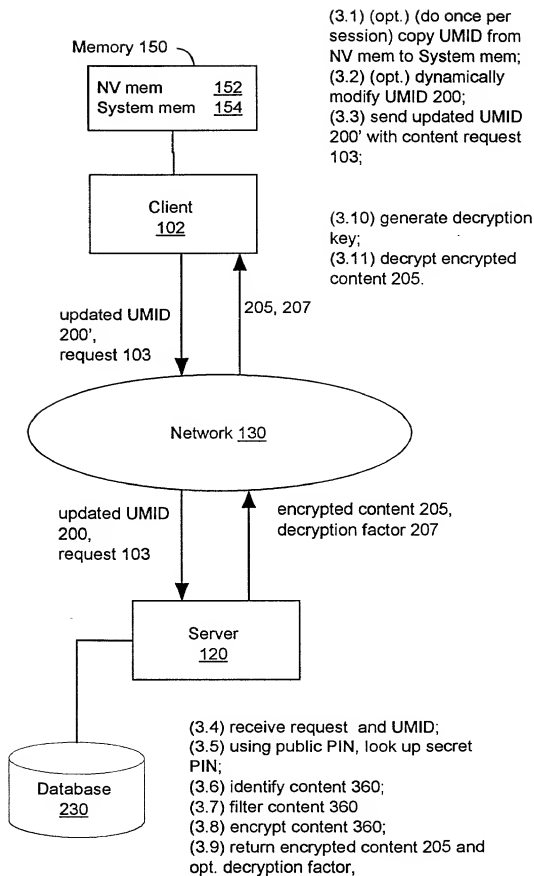 Memory 150
NV mem 152
System mem 154
(3.1) (opt.) (do once per
session) copy UMID from
NV mem to System mem;
(3.2) (opt.) dynamically
modify UMID 200;
(3.3) send updated UMID
200' with content request
103;
Client
102
(3.10) generate decryption
key;
(3.11) decrypt encrypted
content 205.
updated UMID
200',
request 103
205, 207
Network 130
updated UMID
200,
request 103
encrypted content 205,
decryption factor 207
Server
120
Database
230
(3.4) receive request and UMID;
(3.5) using public PIN, look up secret
PIN;
(3.6) identify content 360;
(3.7) filter content 360
(3.8) encrypt content 360;
(3.9) return encrypted content 205 and
opt. decryption factor,